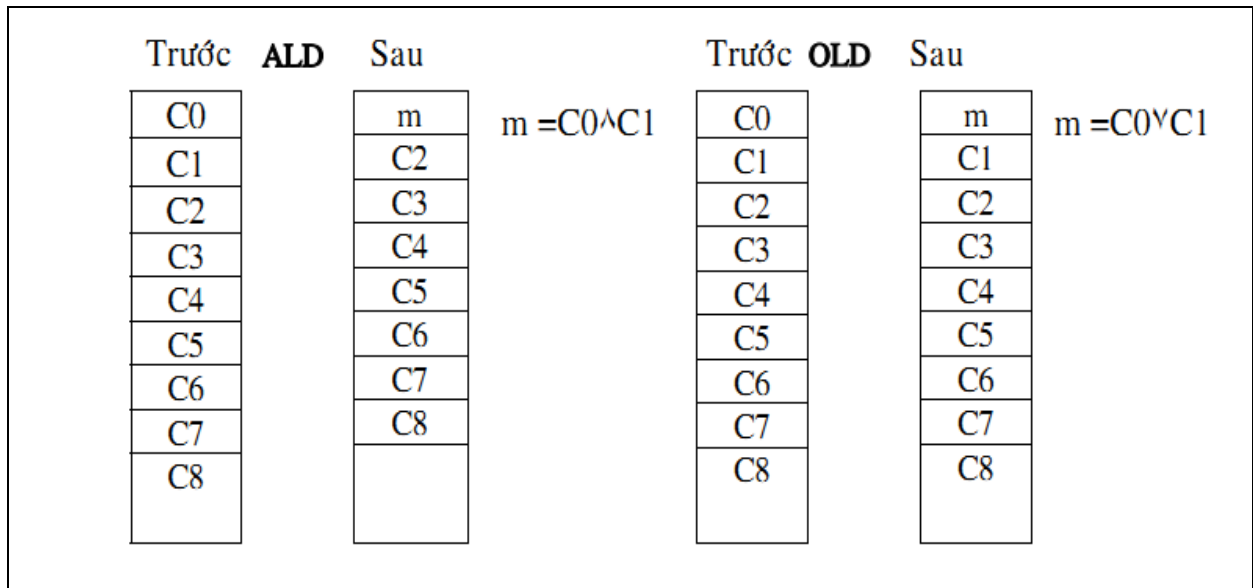 Trước ALD Sau Trước OLD Sau
C0 m m =C0^C1 C0 m m =C0٧C1
C1 C2 C1 C1
C2 C3 C2 C2
C3 C4 C3 C3
C4 C5 C4 C4
C5 C6 C5 C5
C6 C7 C6 C6
C7 C8 C7 C7
C8 C8 C8